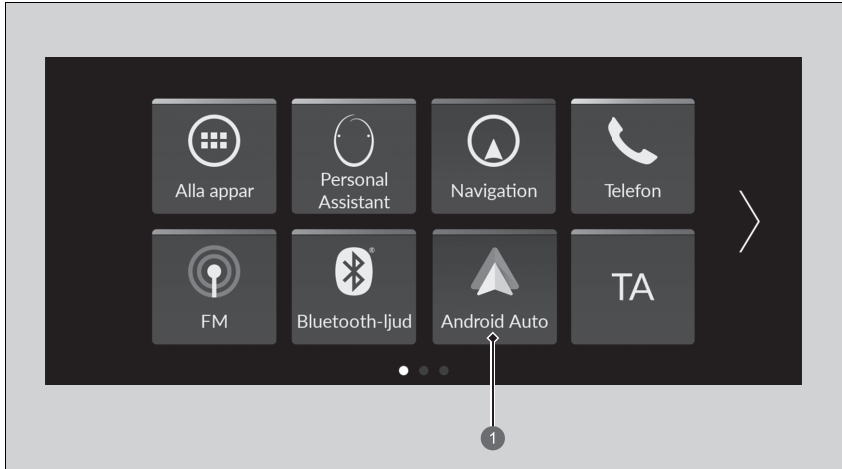 Alla appar
Personal
Assistant
Navigation
Telefon
FM
®
Bluetooth-ljud
Android Auto
TA
1